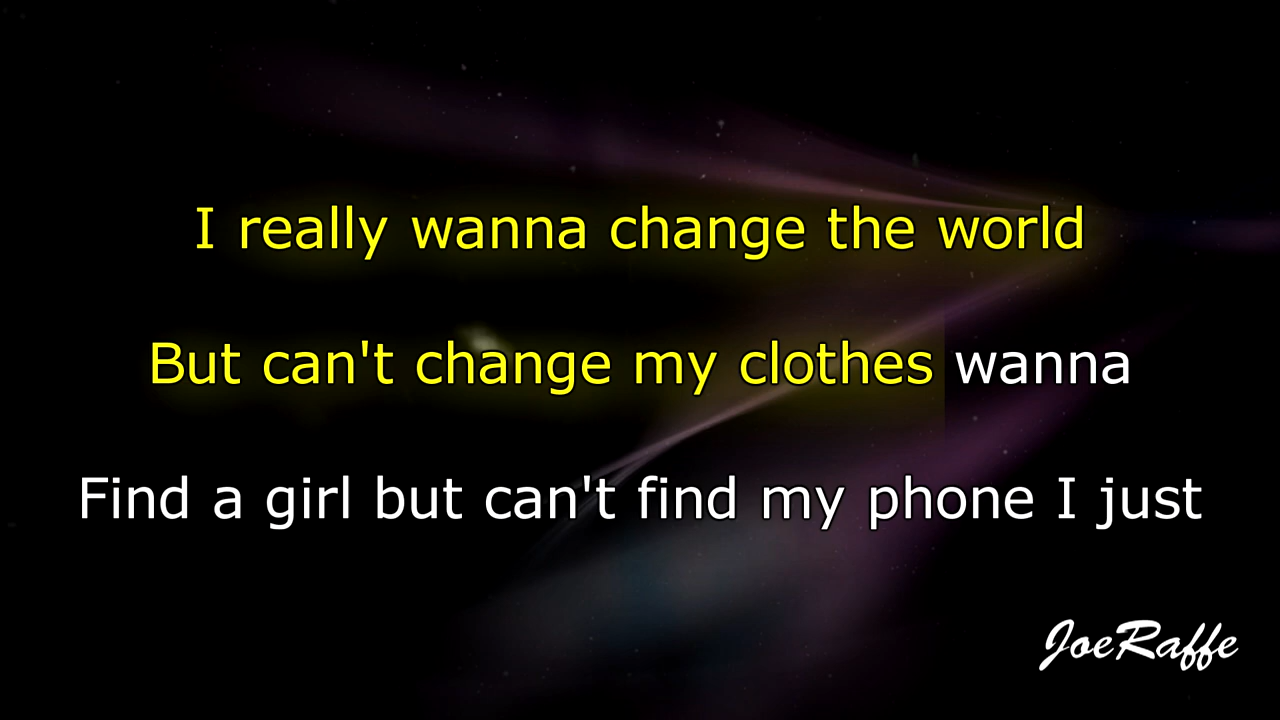 I really wanna change the world
But can't change my clothes wanna
Find a girl but can't find my phone I just
JoeRaffe